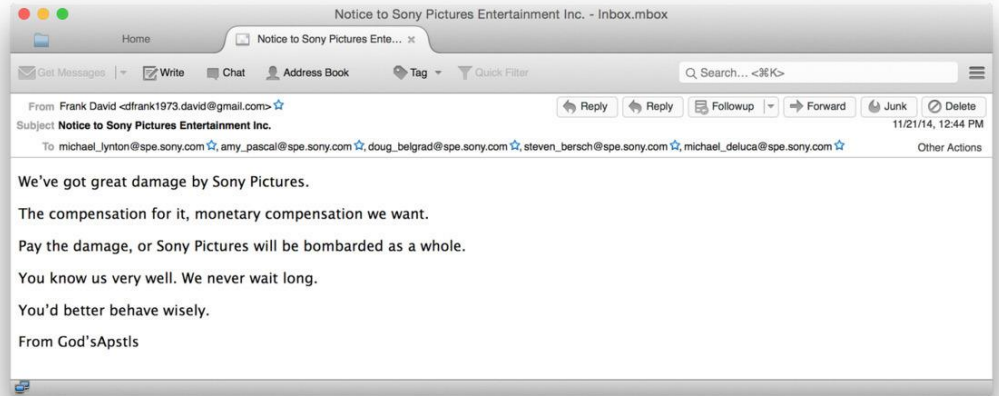 Notice to Sony Pictures Entertainment Inc. - Inbox.mbox
Home
Notice to Sony Pictures Ente... ×
Get Messages Write Chat Address Book Tag Quick Filter Search... <⌘K>
From Frank David <dfrank1973.david@gmail.com> Reply Reply Followup Forward Junk Delete
Subject Notice to Sony Pictures Entertainment Inc. 11/21/14, 12:44 PM
To michael_lynton@spe.sony.com, amy_pascal@spe.sony.com, doug_belgrad@spe.sony.com, steven_bersch@spe.sony.com, michael_deluca@spe.sony.com Other Actions
We've got great damage by Sony Pictures.
The compensation for it, monetary compensation we want.
Pay the damage, or Sony Pictures will be bombarded as a whole.
You know us very well. We never wait long.
You'd better behave wisely.
From God'sApstls